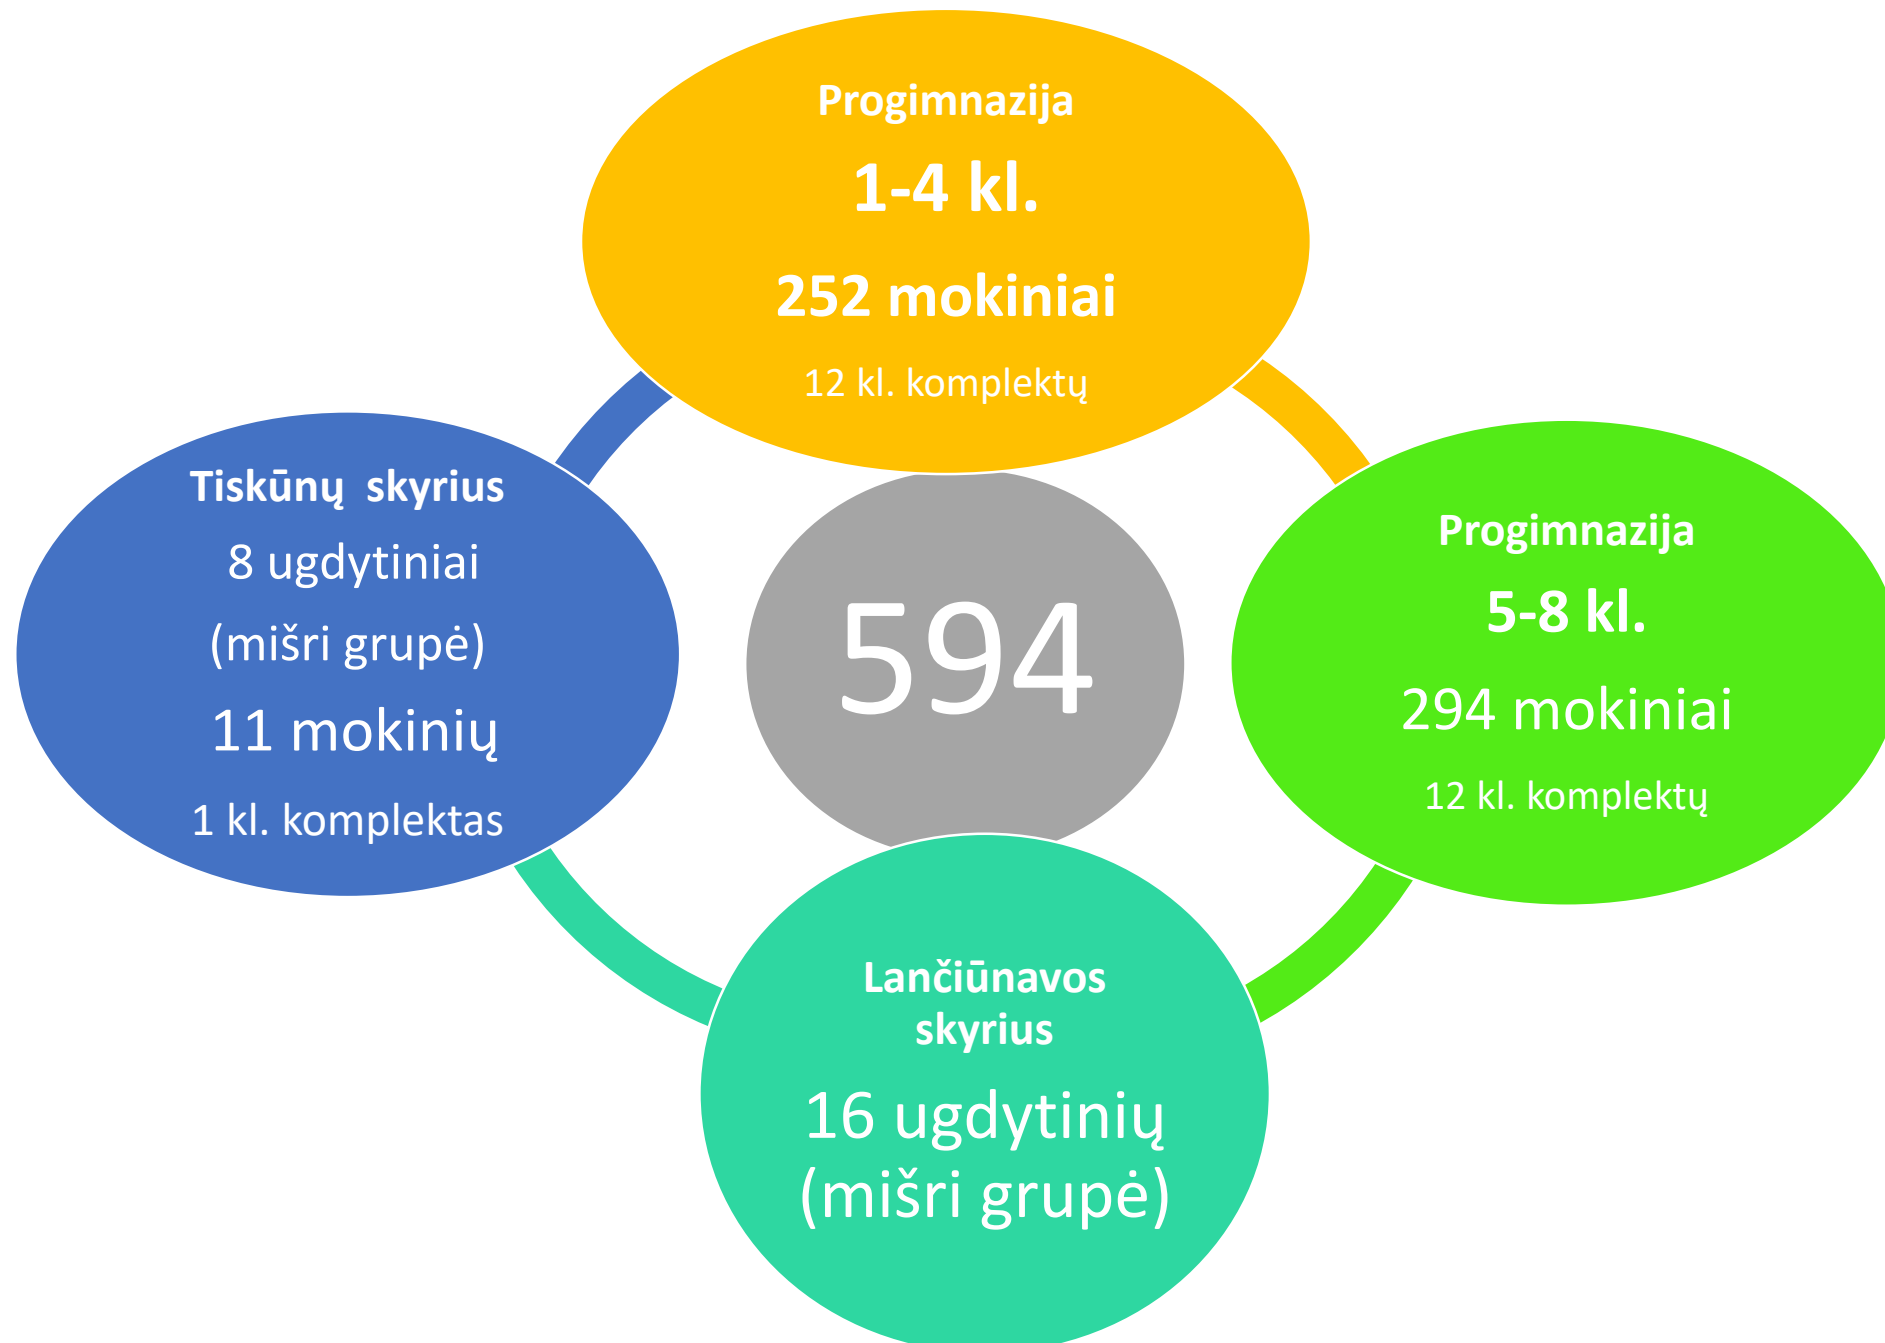 Progimnazija
1-4 kl.
252 mokiniai
12 kl. komplektų
Tiskūnų skyrius
8 ugdytiniai
(mišri grupė)
11 mokinių
1 kl. komplektas
594
Progimnazija
5-8 kl.
294 mokiniai
12 kl. komplektų
Lančiūnavos
skyrius
16 ugdytinių
(mišri grupė)